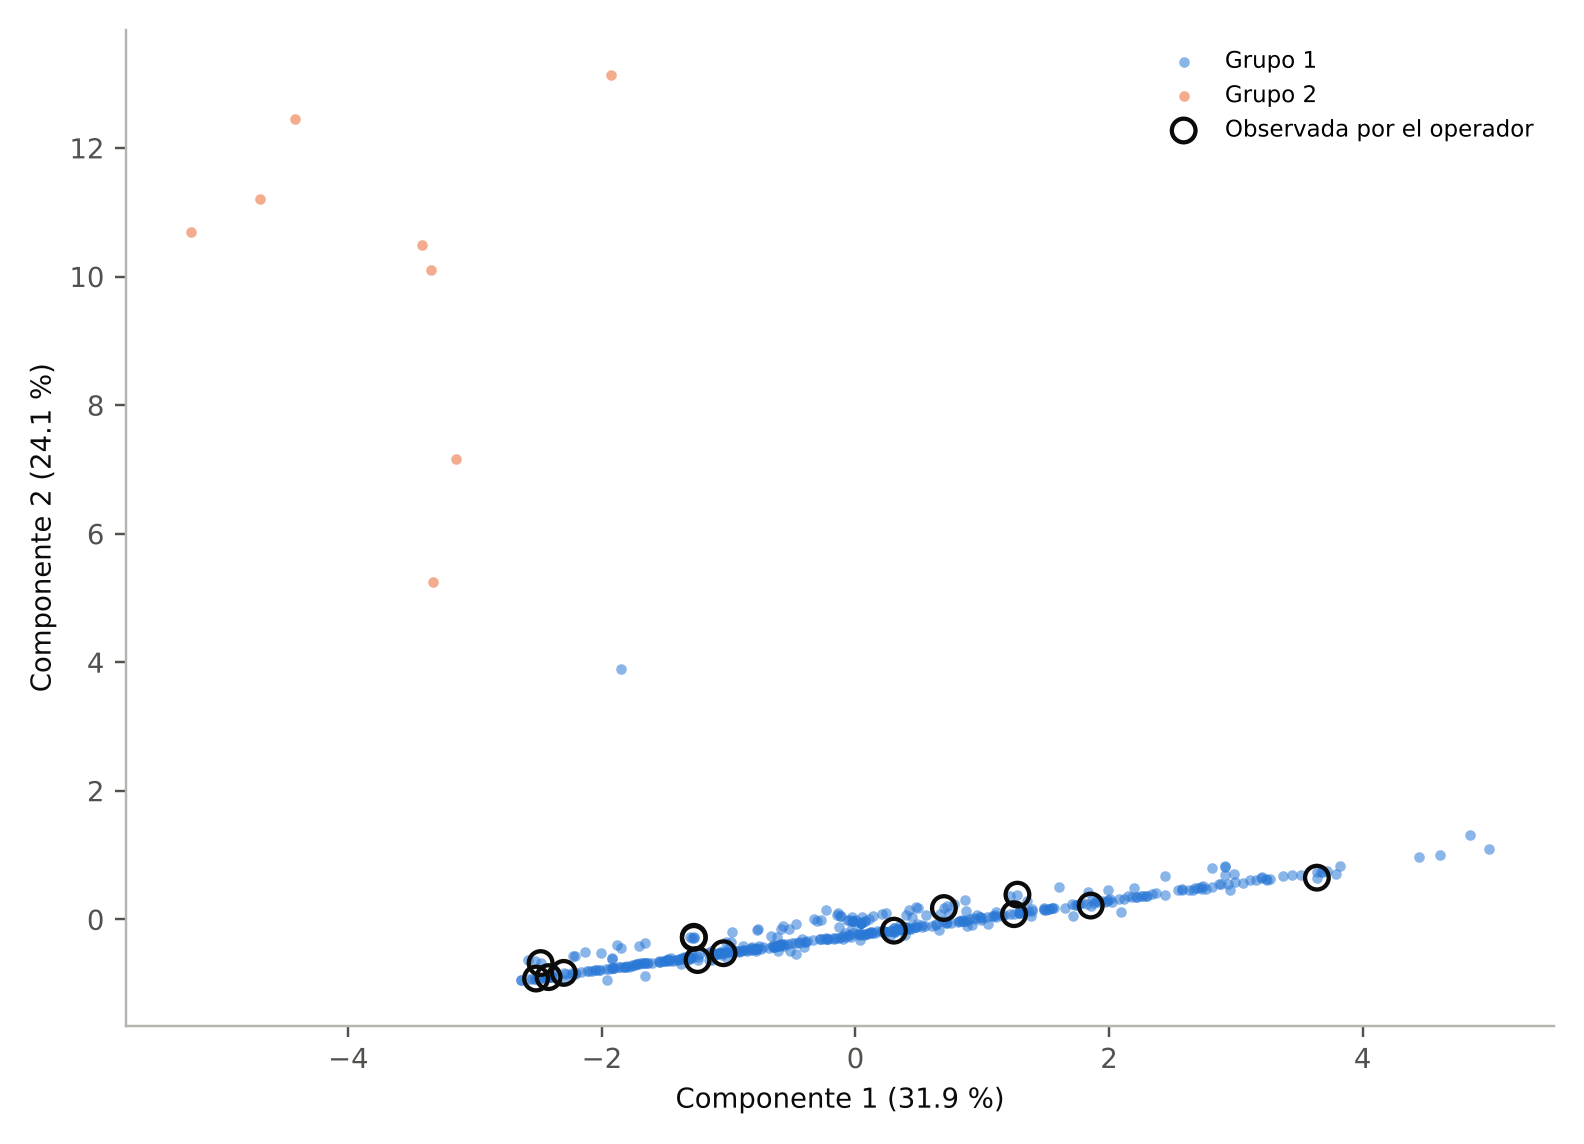 Grupo 1
Grupo 2
Observada por el operador
Componente 2 (24.1 %)
12
10
8
6
4
2
0
−4
−2
0
2
4
Componente 1 (31.9 %)